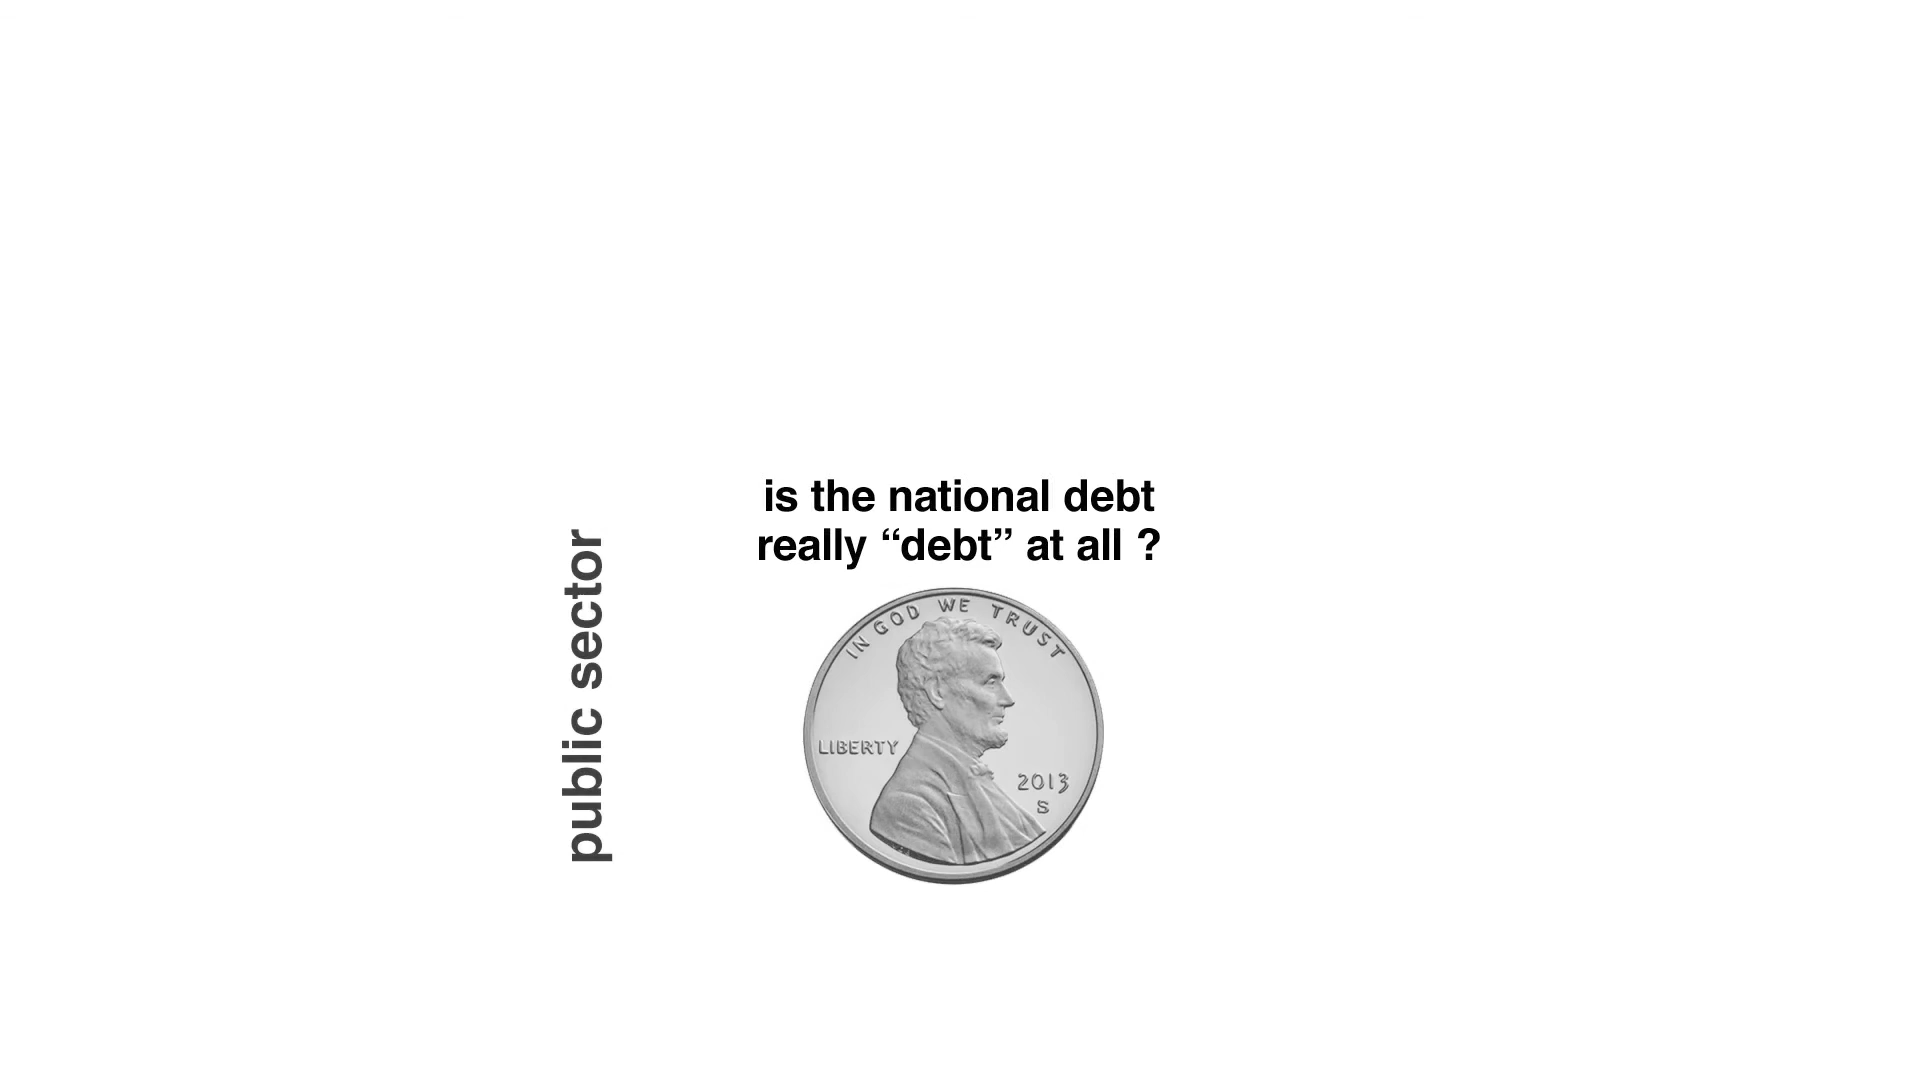 is the national debt
really “debt” at all ?
public sector
IN GOD WE TRUST
LIBERTY
2013
S